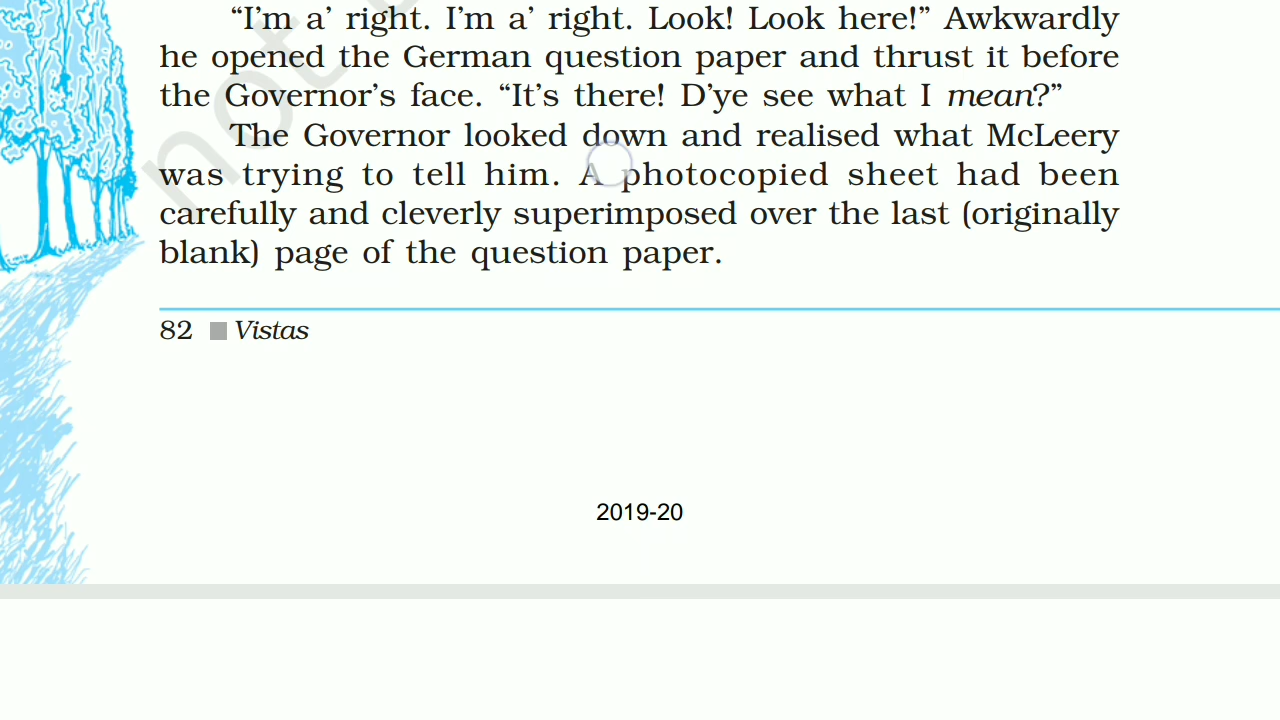 “I’m a’ right. I’m a’ right. Look! Look here!” Awkwardly
he opened the German question paper and thrust it before
the Governor’s face. “It’s there! D’ye see what I mean?”
The Governor looked down and realised what McLeery
was trying to tell him. A photocopied sheet had been
carefully and cleverly superimposed over the last (originally
blank) page of the question paper.
82 ■ Vistas
2019-20
not